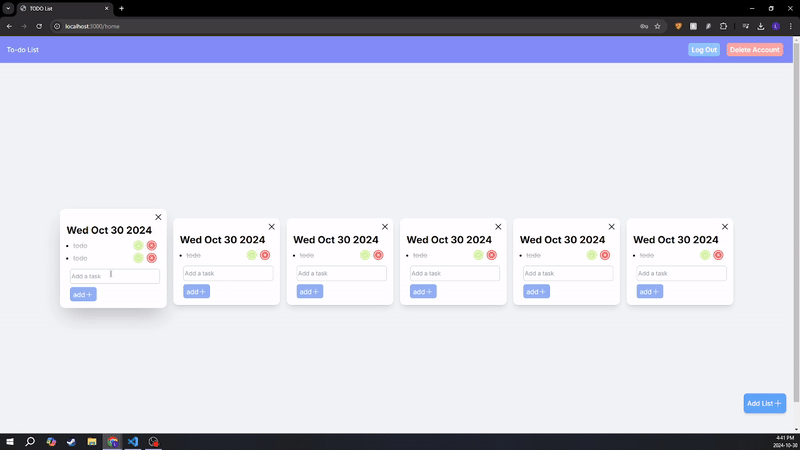 TODO List
localhost:3000/home
To-do List
Log Out
Delete Account
Wed Oct 30 2024
todo
todo
Add a task
add+
Wed Oct 30 2024
todo
Add a task
add+
Wed Oct 30 2024
todo
Add a task
add+
Wed Oct 30 2024
todo
Add a task
add+
Wed Oct 30 2024
todo
Add a task
add+
Wed Oct 30 2024
todo
Add a task
add+
Add List+
4:41 PM
2024-10-30